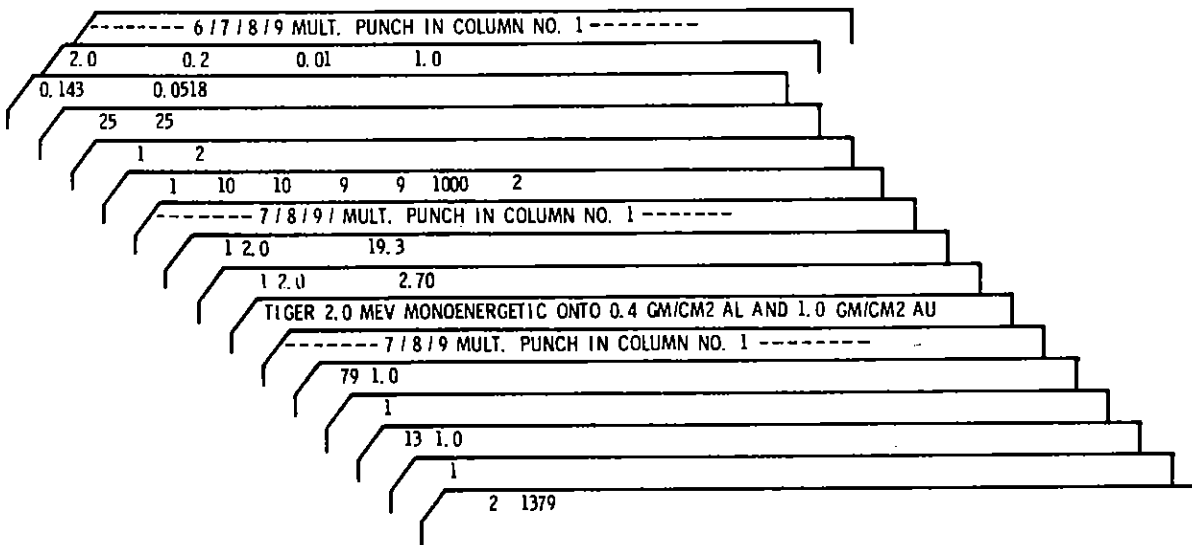 ------- 6 / 7 / 8 / 9 MULT. PUNCH IN COLUMN NO. 1 -------
2.0 0.2 0.01 1.0
0.143 0.0518
25 25
1 2
1 10 10 9 9 1000 2
------- 7 / 8 / 9 / MULT. PUNCH IN COLUMN NO. 1 -------
1 2.0 19.3
1 2.0 2.70
TIGER 2.0 MEV MONOENERGETIC ONTO 0.4 GM/CM2 AL AND 1.0 GM/CM2 AU
------- 7 / 8 / 9 MULT. PUNCH IN COLUMN NO. 1 --------
79 1.0
1
13 1.0
1
2 1379